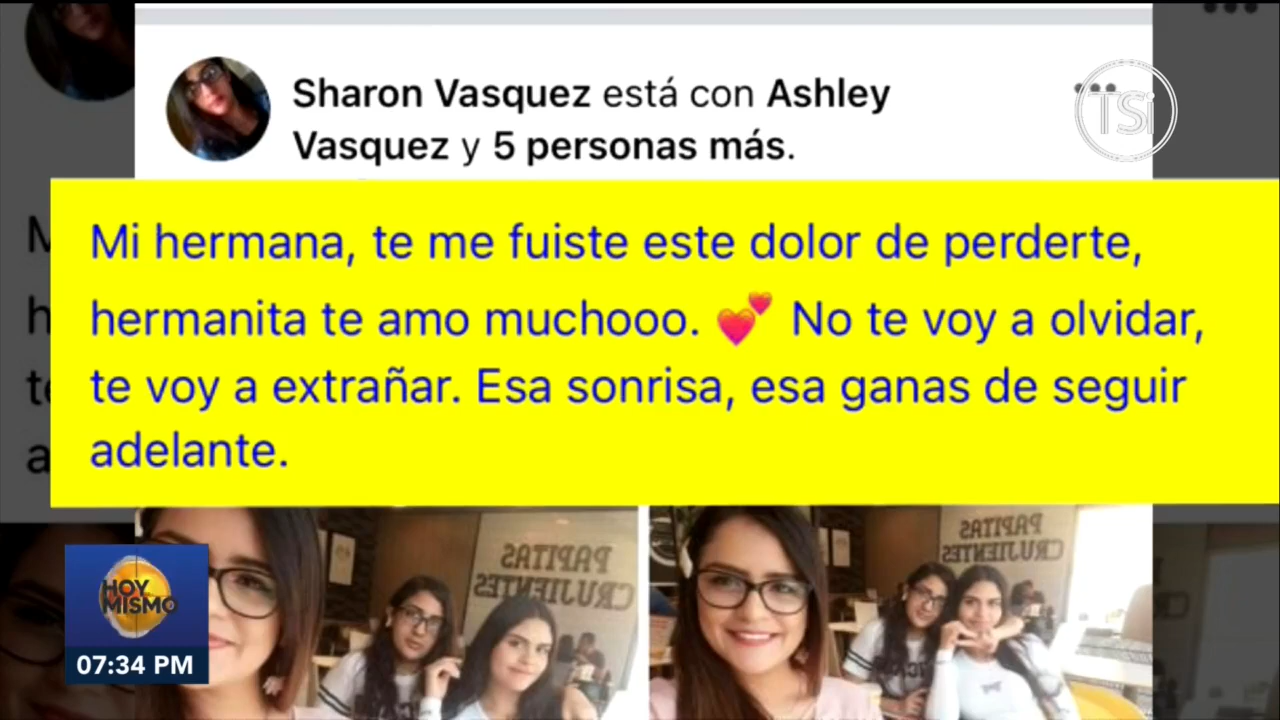 Sharon Vasquez está con Ashley
Vasquez y 5 personas más.
TSi
Mi hermana, te me fuiste este dolor de perderte,
hermanita te amo muchooo. 💕 No te voy a olvidar,
te voy a extrañar. Esa sonrisa, esa ganas de seguir
adelante.
PAPITAS
CRUJIENTES
PAPITAS
CRUJIENTES
HOY
MISMO
07:34 PM